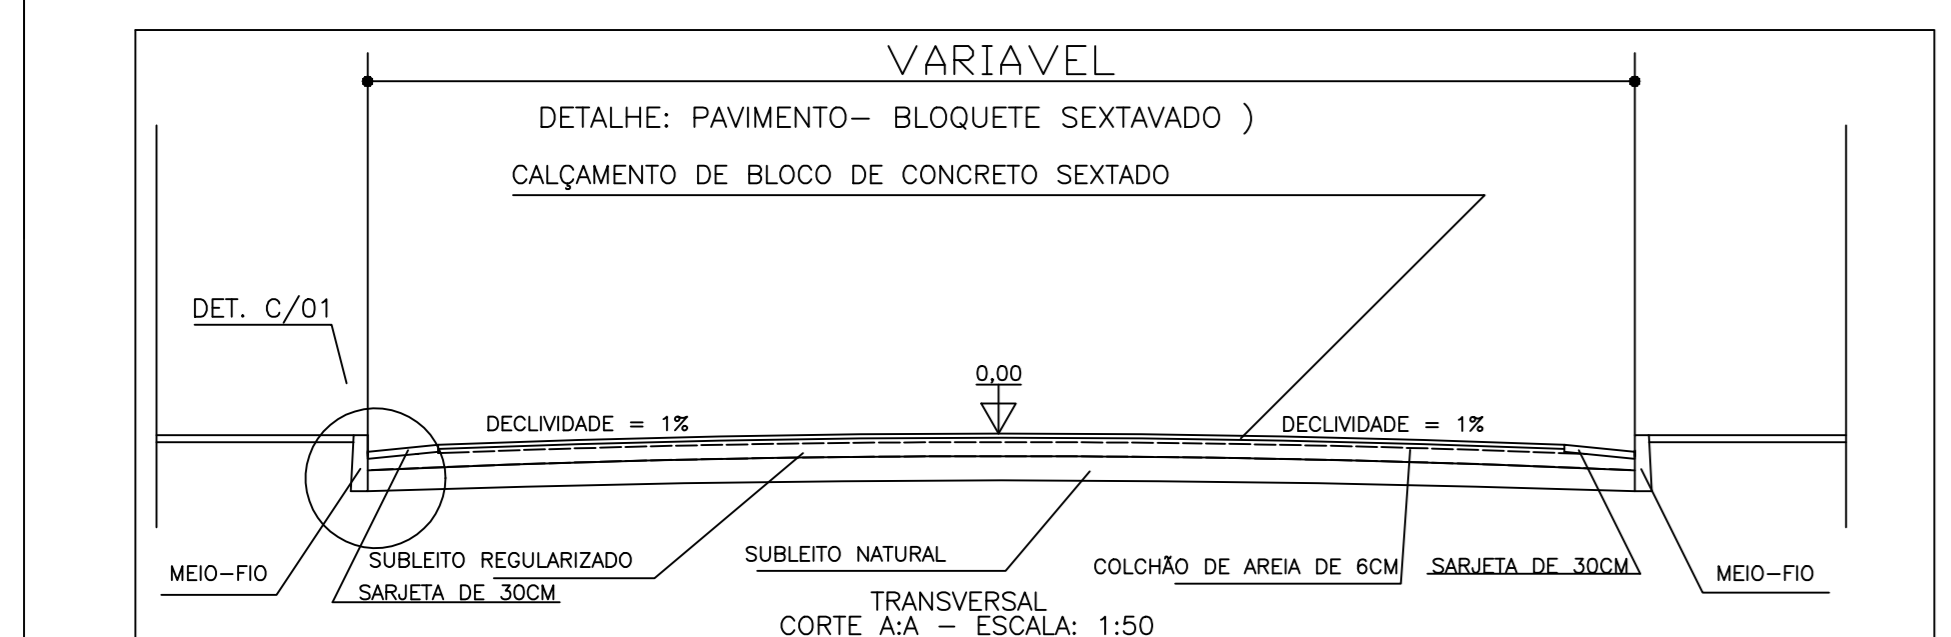 VARIAVEL
DETALHE: PAVIMENTO- BLOQUETE SEXTAVADO )
CALÇAMENTO DE BLOCO DE CONCRETO SEXTADO
DET. C/01
0,00
DECLIVIDADE = 1%
DECLIVIDADE = 1%
MEIO-FIO
SUBLEITO REGULARIZADO
SARJETA DE 30CM
SUBLEITO NATURAL
COLCHÃO DE AREIA DE 6CM
SARJETA DE 30CM
MEIO-FIO
TRANSVERSAL
CORTE A:A - ESCALA: 1:50